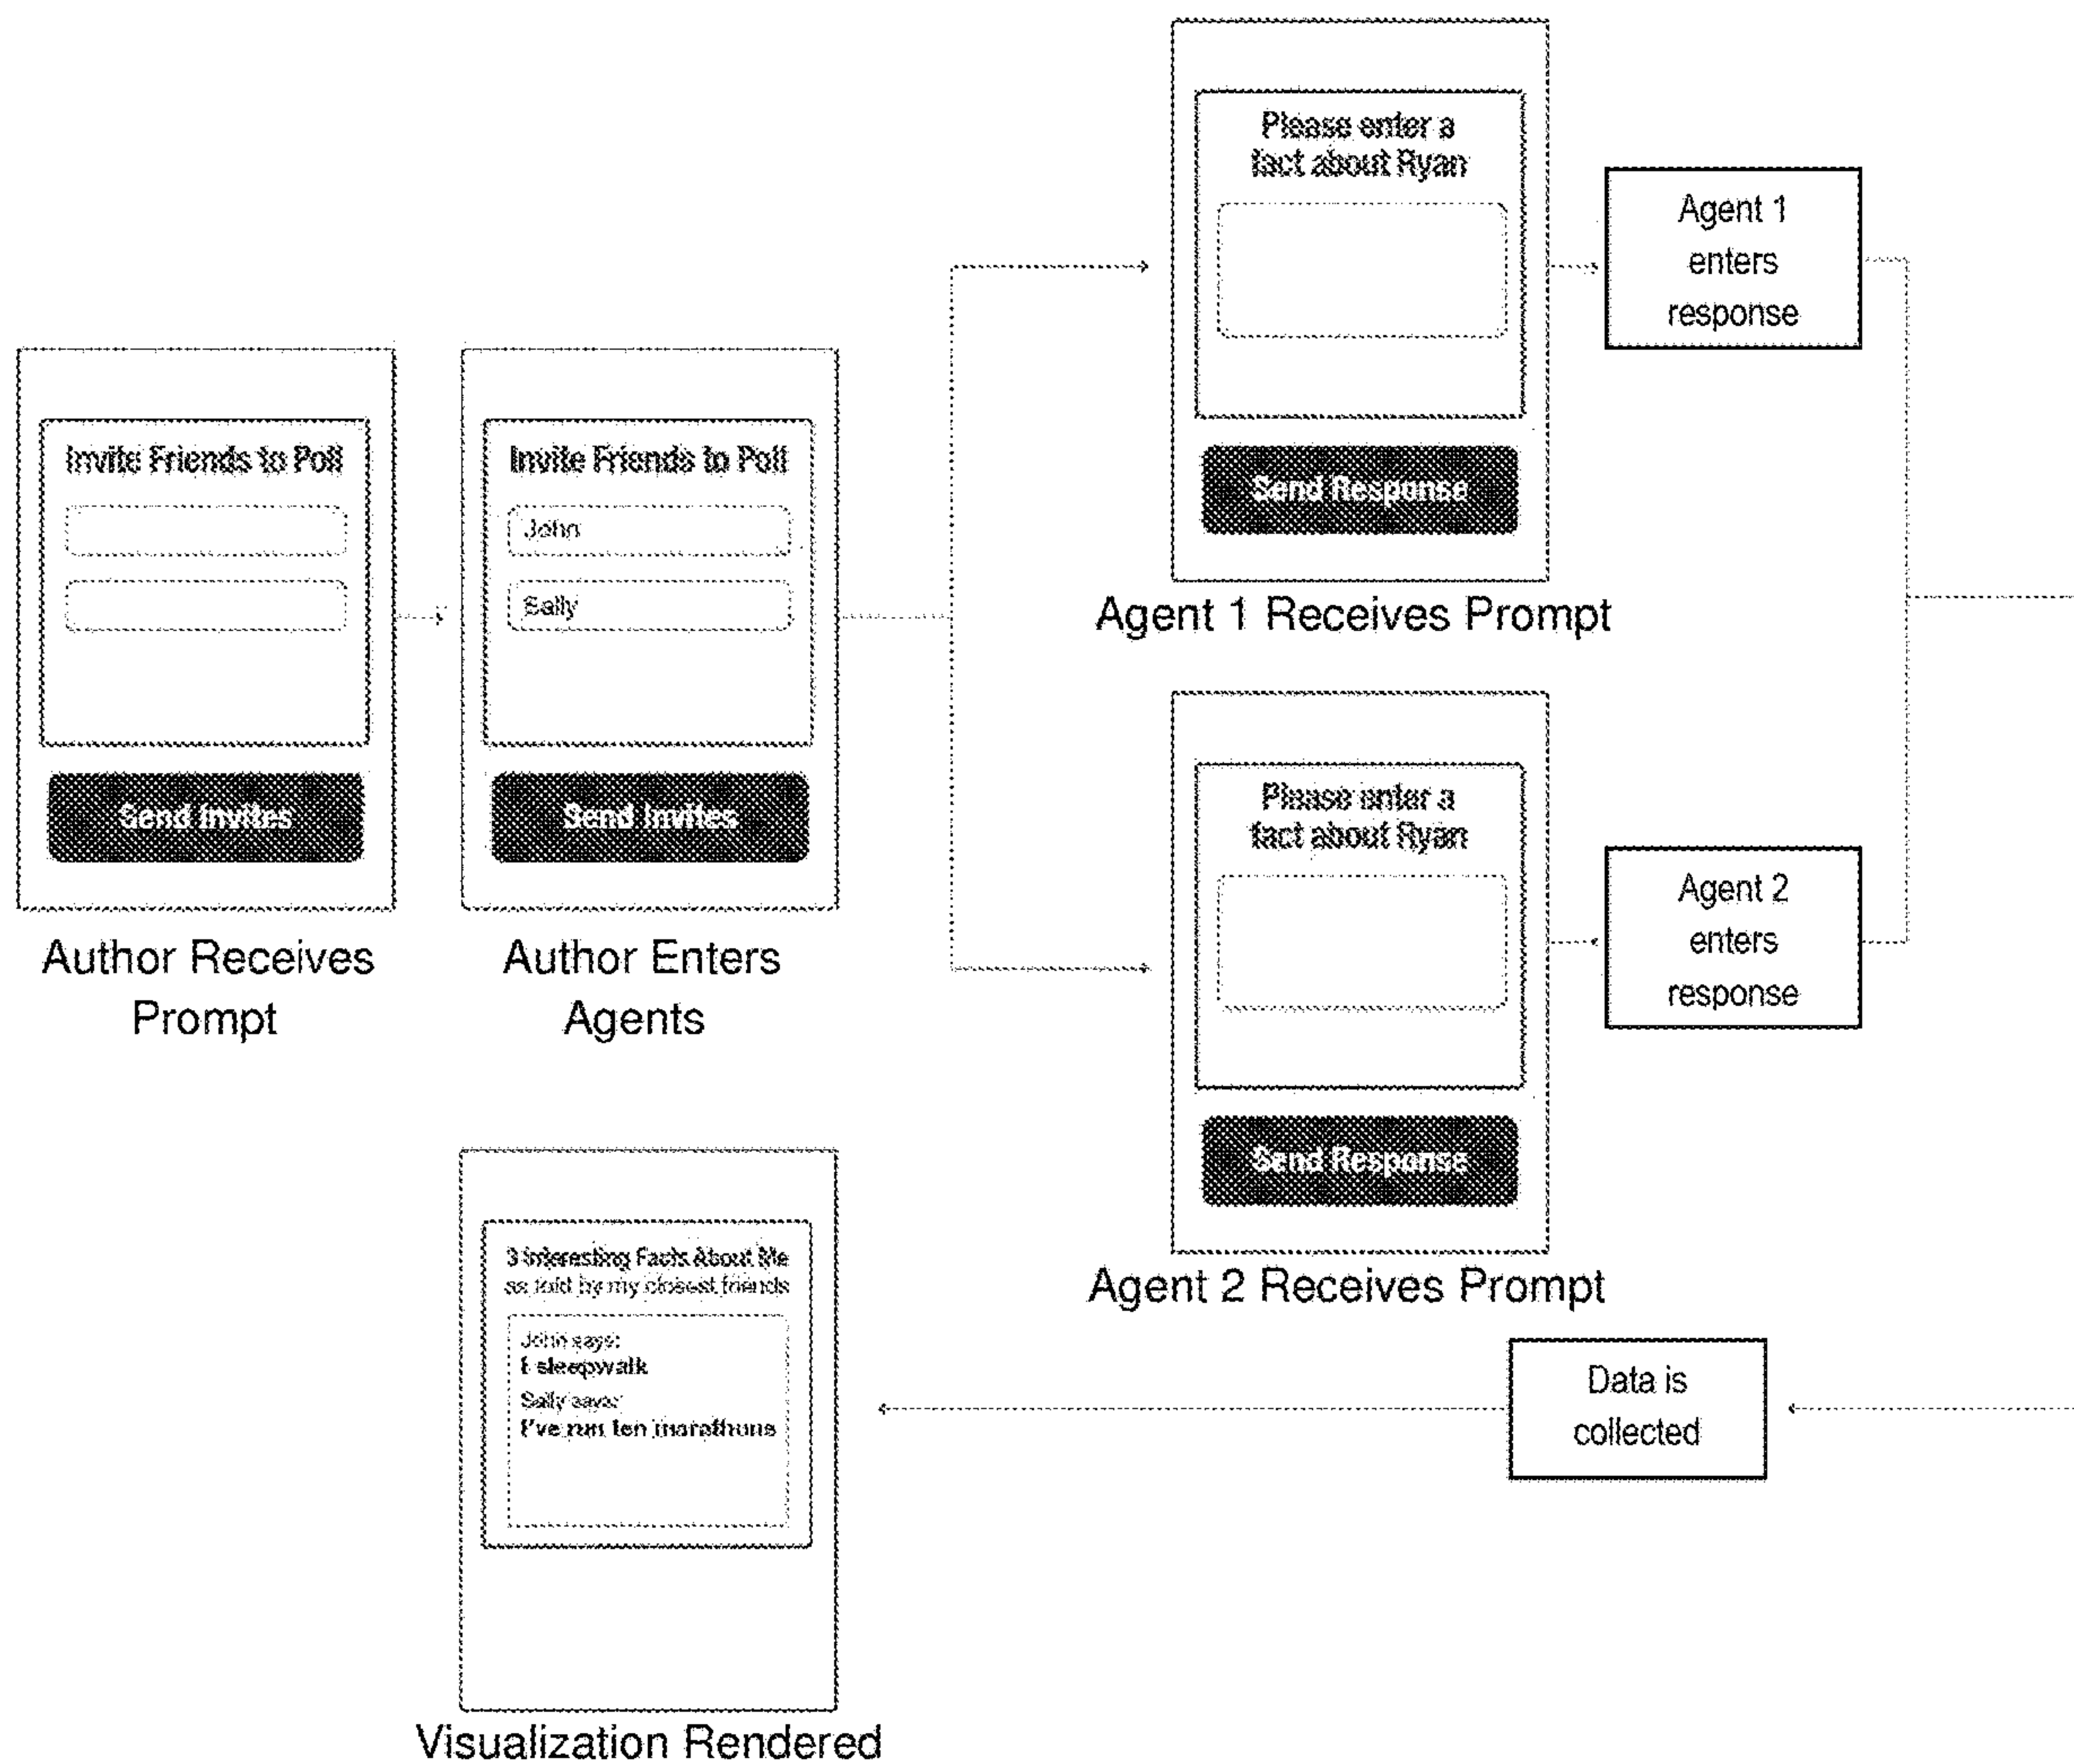 Invite Friends to Poll
Send Invites
Author Receives
Prompt
Invite Friends to Poll
John
Sally
Send Invites
Author Enters
Agents
Please enter a
fact about Ryan
Send Response
Agent 1 Receives Prompt
Agent 1
enters
response
Please enter a
fact about Ryan
Send Response
Agent 2 Receives Prompt
Agent 2
enters
response
Data is
collected
3 Interesting Facts About Me
as told by my closest friends
John says:
I sleepwalk
Sally says:
I've run ten marathons
Visualization Rendered